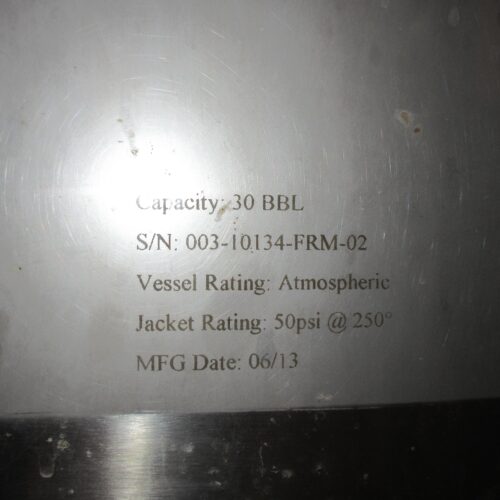 Capacity: 30 BBL
S/N: 003-10134-FRM-02
Vessel Rating: Atmospheric
Jacket Rating: 50psi @ 250°
MFG Date: 06/13